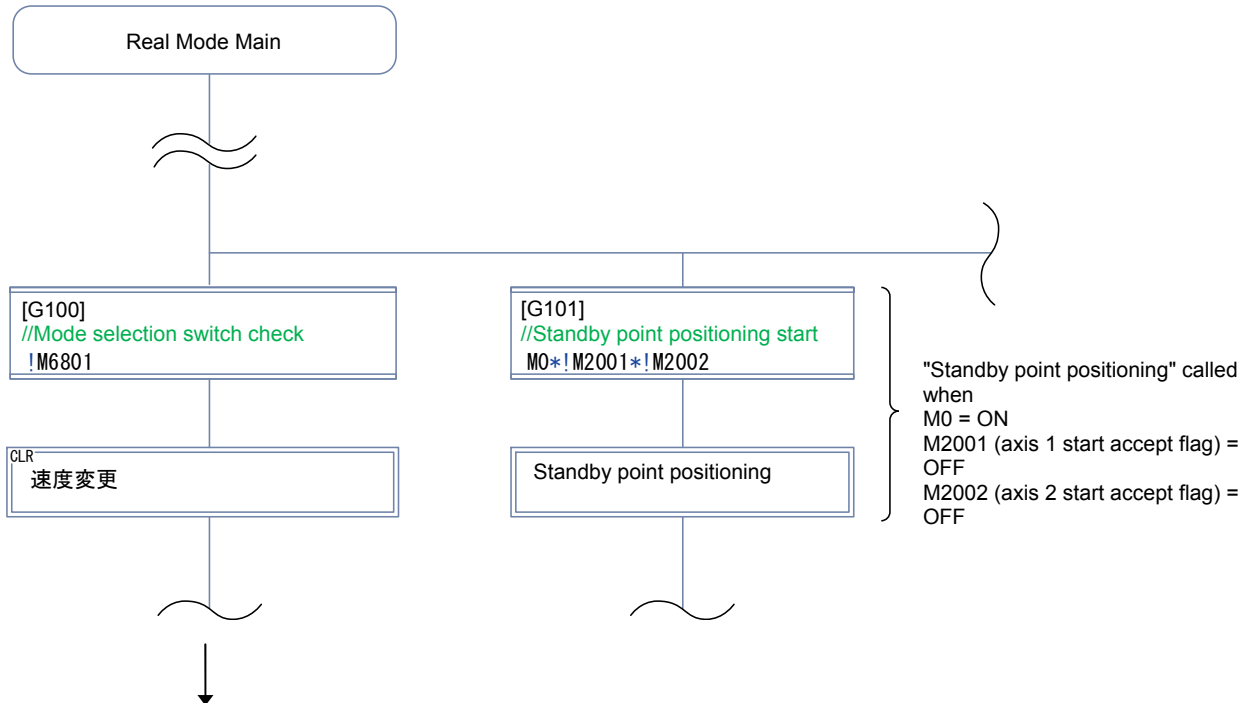 Real Mode Main
[G100]
//Mode selection switch check
!M6801
[G101]
//Standby point positioning start
M0*!M2001*!M2002
"Standby point positioning" called
when
M0 = ON
M2001 (axis 1 start accept flag) =
OFF
M2002 (axis 2 start accept flag) =
OFF
CLR
速度変更
Standby point positioning